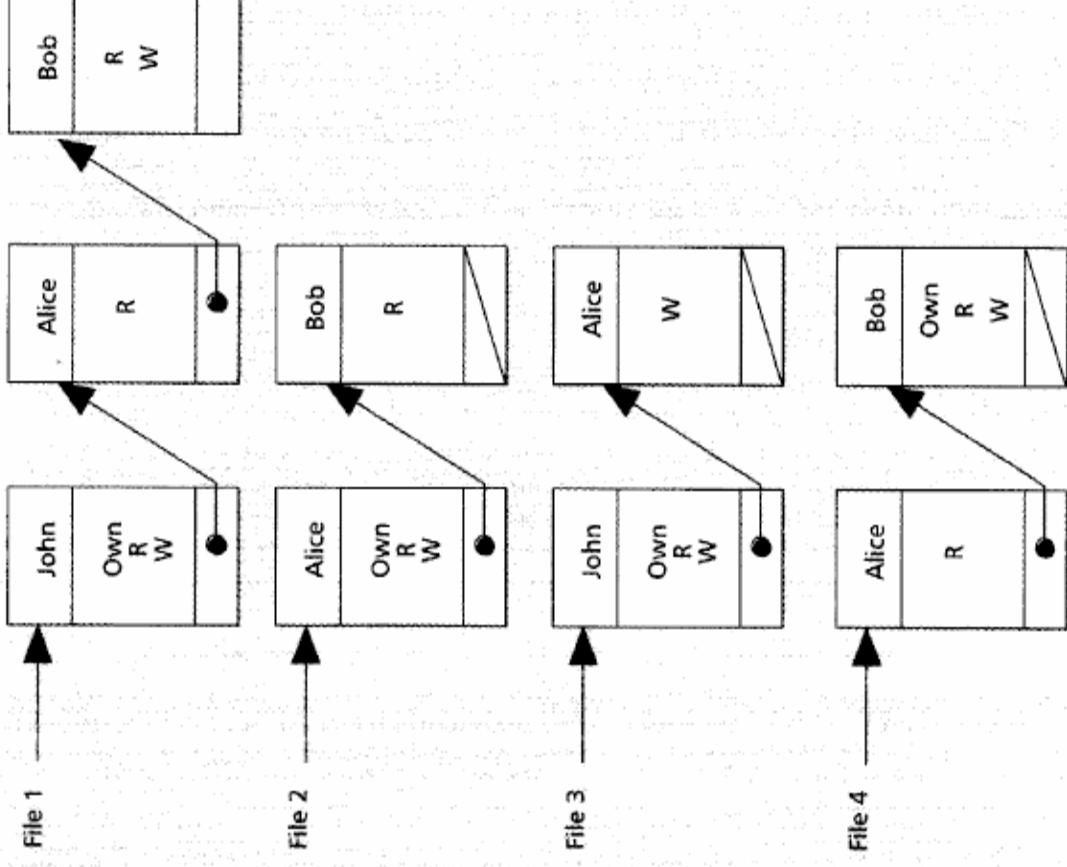 File 1
John
Own
R
W
Alice
R
Bob
R
W
File 2
Alice
Own
R
W
Bob
R
File 3
John
Own
R
W
Alice
W
File 4
Alice
R
Bob
Own
R
W